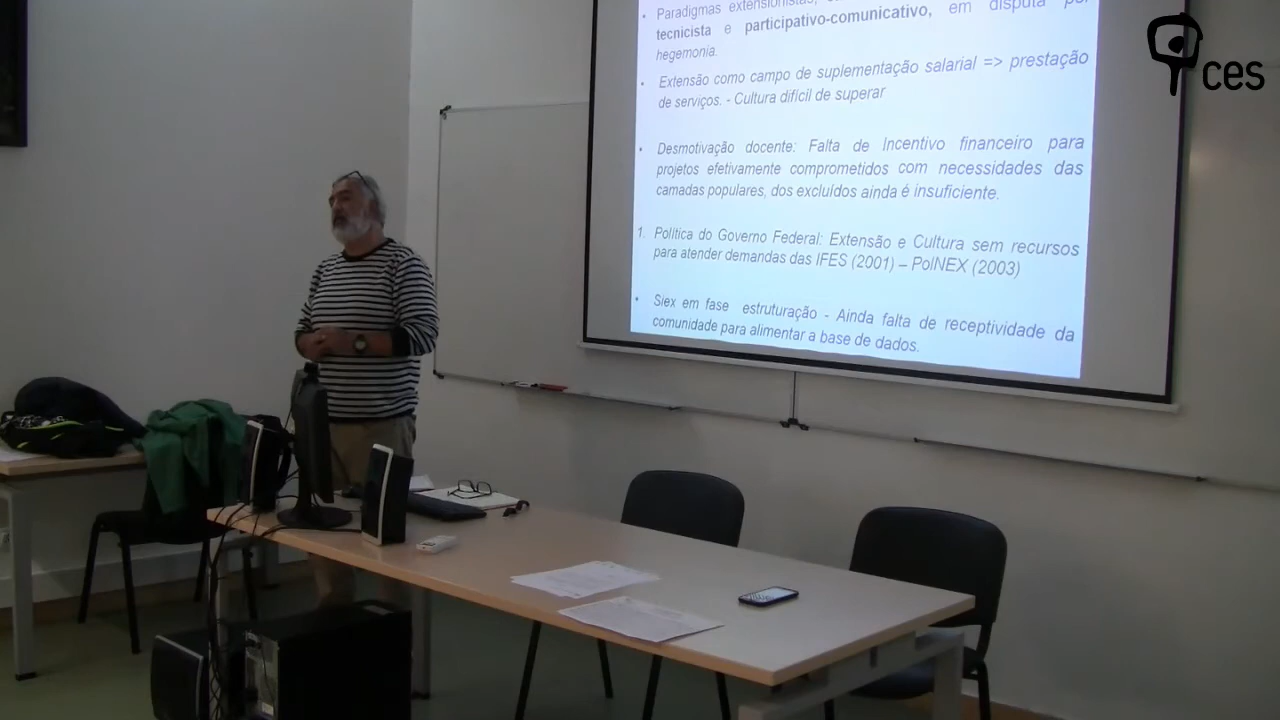 ces
Paradigmas extensionistas,
tecnicista e participativo-comunicativo, em disputa por
hegemonia.
Extensão como campo de suplementação salarial => prestação
de serviços. - Cultura difícil de superar
Desmotivação docente: Falta de Incentivo financeiro para
projetos efetivamente comprometidos com necessidades das
camadas populares, dos excluídos ainda é insuficiente.
1. Política do Governo Federal: Extensão e Cultura sem recursos
para atender demandas das IFES (2001) – PolNEX (2003)
Siex em fase estruturação - Ainda falta de receptividade da
comunidade para alimentar a base de dados.